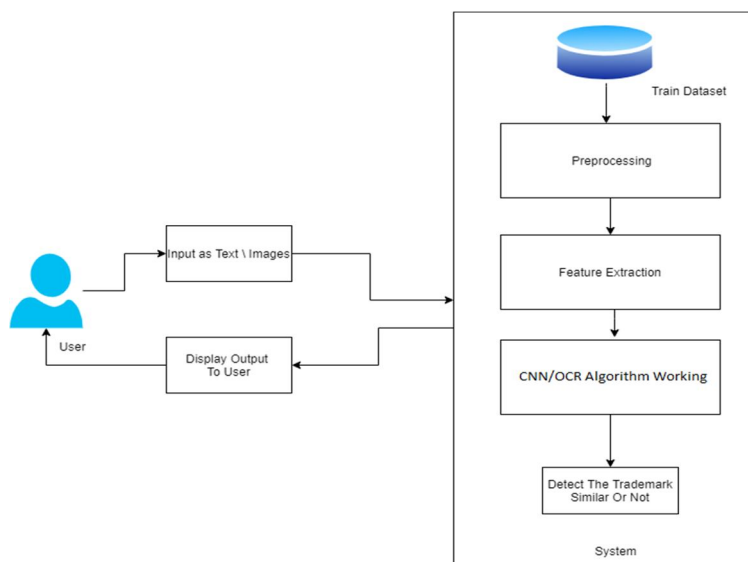 Train Dataset
Preprocessing
Input as Text \ Images
Feature Extraction
User
Display Output
To User
CNN/OCR Algorithm Working
Detect The Trademark
Similar Or Not
System